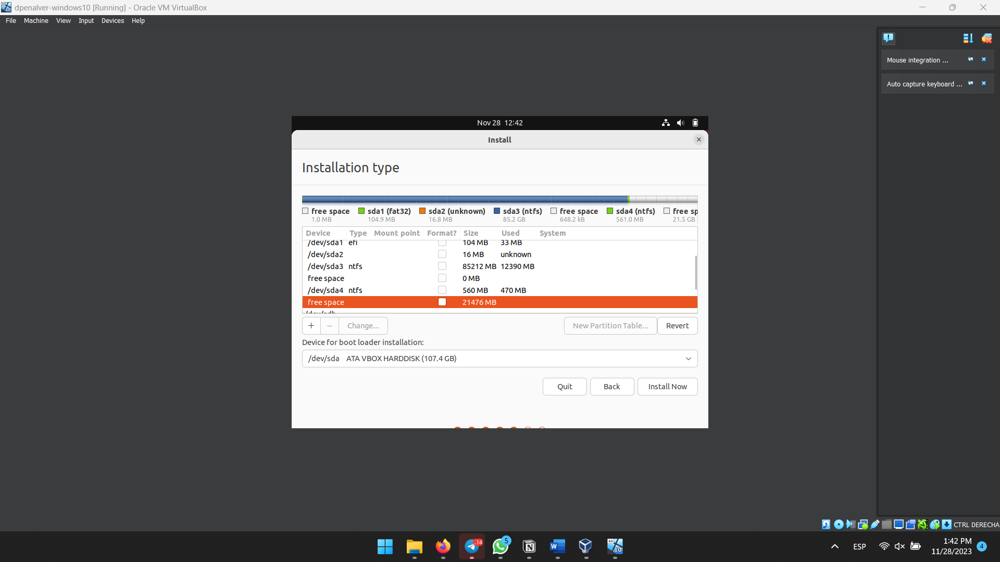 dpenalver-windows10 [Running] - Oracle VM VirtualBox
File Machine View Input Devices Help
Mouse integration ...
Auto capture keyboard ...
Nov 28 12:42
Install
Installation type
free space sda1 (fat32) sda2 (unknown) sda3 (ntfs) free space sda4 (ntfs) free sp
1.0 MB 104.9 MB 16.8 MB 85.2 GB 648.2 kB 561.0 MB 21.5 GB
Device Type Mount point Format? Size Used System
/dev/sda1 efi 104 MB 33 MB
/dev/sda2 16 MB unknown
/dev/sda3 ntfs 85212 MB 12390 MB
free space 0 MB
/dev/sda4 ntfs 560 MB 470 MB
free space 21476 MB
/dev/sdb
+ − Change... New Partition Table... Revert
Device for boot loader installation:
/dev/sda ATA VBOX HARDDISK (107.4 GB)
Quit Back Install Now
CTRL DERECHA
..14 5 W 64 10
ESP
1:42 PM
11/28/2023 4